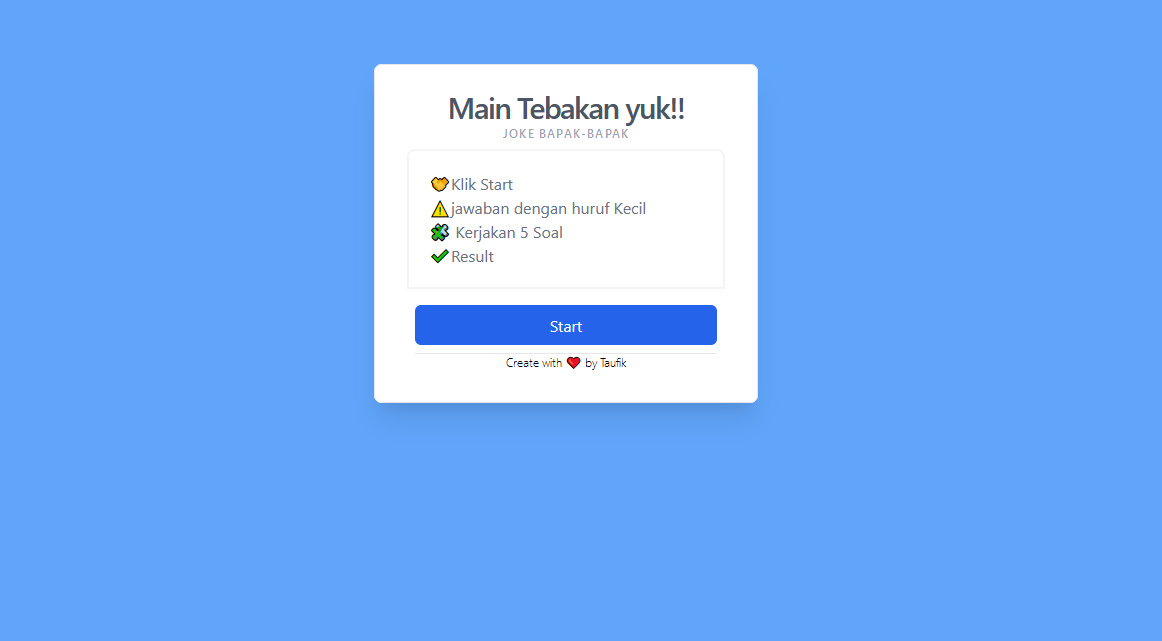 Main Tebakan yuk!!
JOKE BAPAK-BAPAK
🤝Klik Start
⚠️jawaban dengan huruf Kecil
🧩 Kerjakan 5 Soal
✔️Result
Start
Create with ❤️ by Taufik